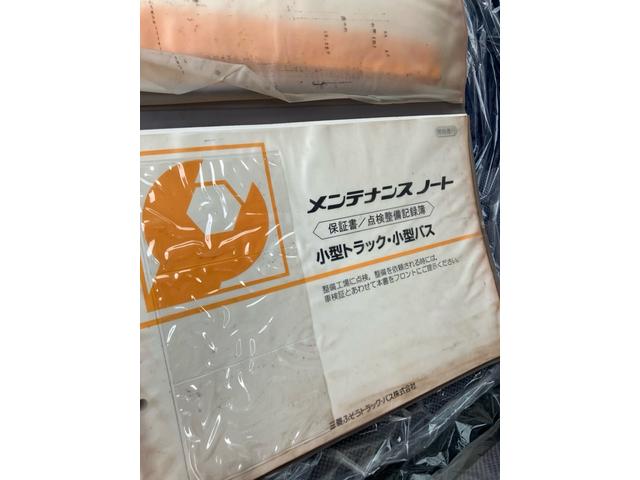 メンテナンス ノート
保証書/点検整備記録簿
小型トラック・小型バス
整備工場に点検、整備を依頼される時には、
車検証とあわせて本書をフロントにご提示ください。
三菱ふそうトラック・バス株式会社